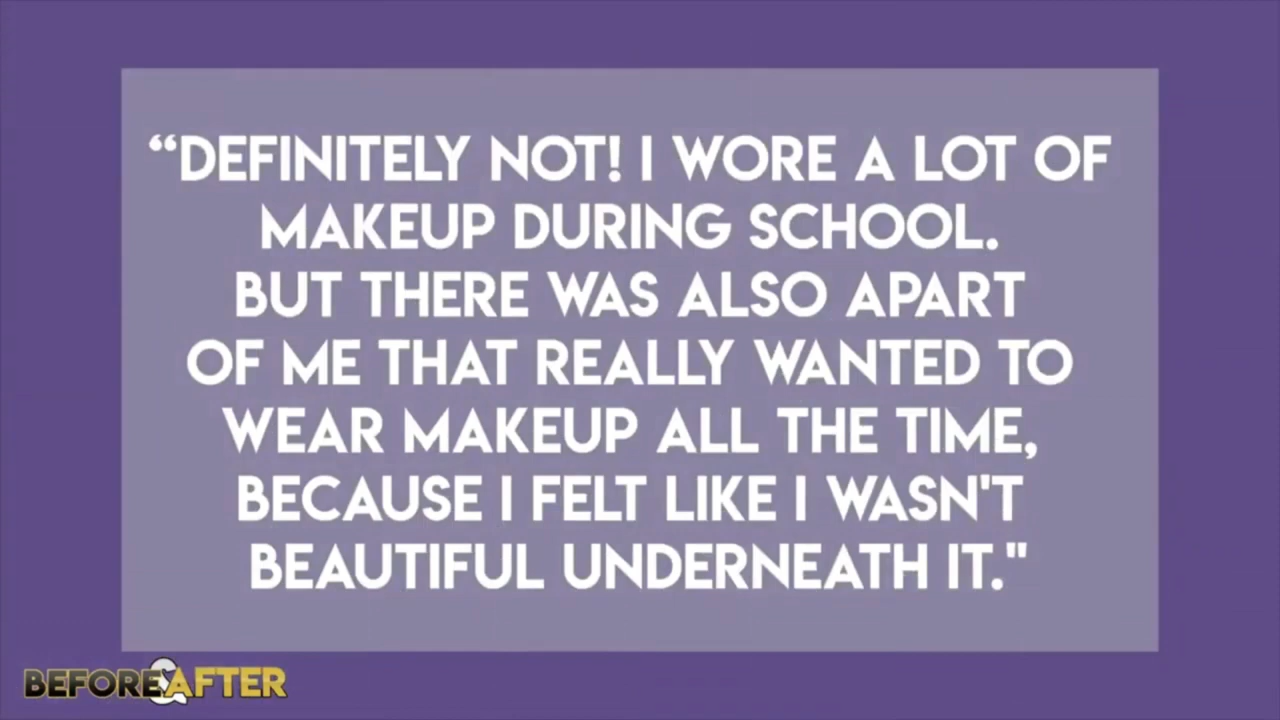 “DEFINITELY NOT! I WORE A LOT OF
MAKEUP DURING SCHOOL.
BUT THERE WAS ALSO APART
OF ME THAT REALLY WANTED TO
WEAR MAKEUP ALL THE TIME,
BECAUSE I FELT LIKE I WASN'T
BEAUTIFUL UNDERNEATH IT."
BEFORE&AFTER